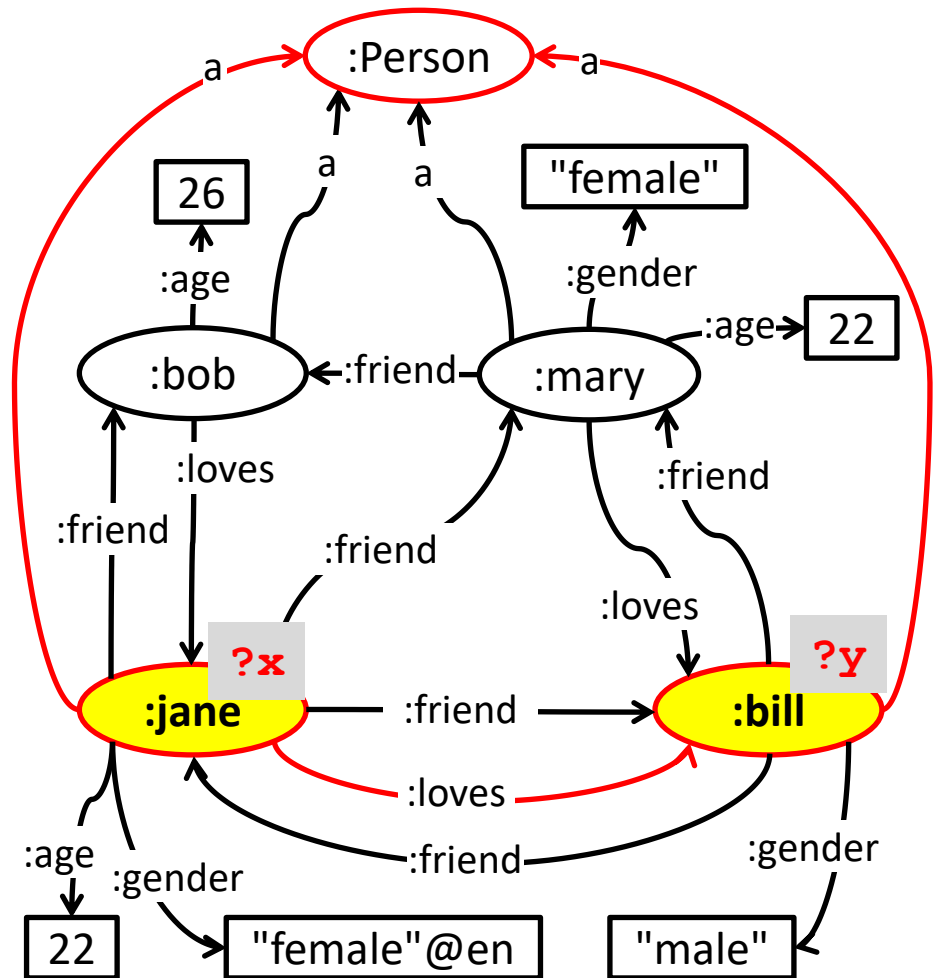 :Person
a
a
a
a
"female"
26
:gender
:age
:age
22
:bob
:friend
:mary
:loves
:friend
:friend
:friend
:loves
?x
?y
:jane
:friend
:bill
:loves
:friend
:age
:gender
:gender
22
"female"@en
"male"